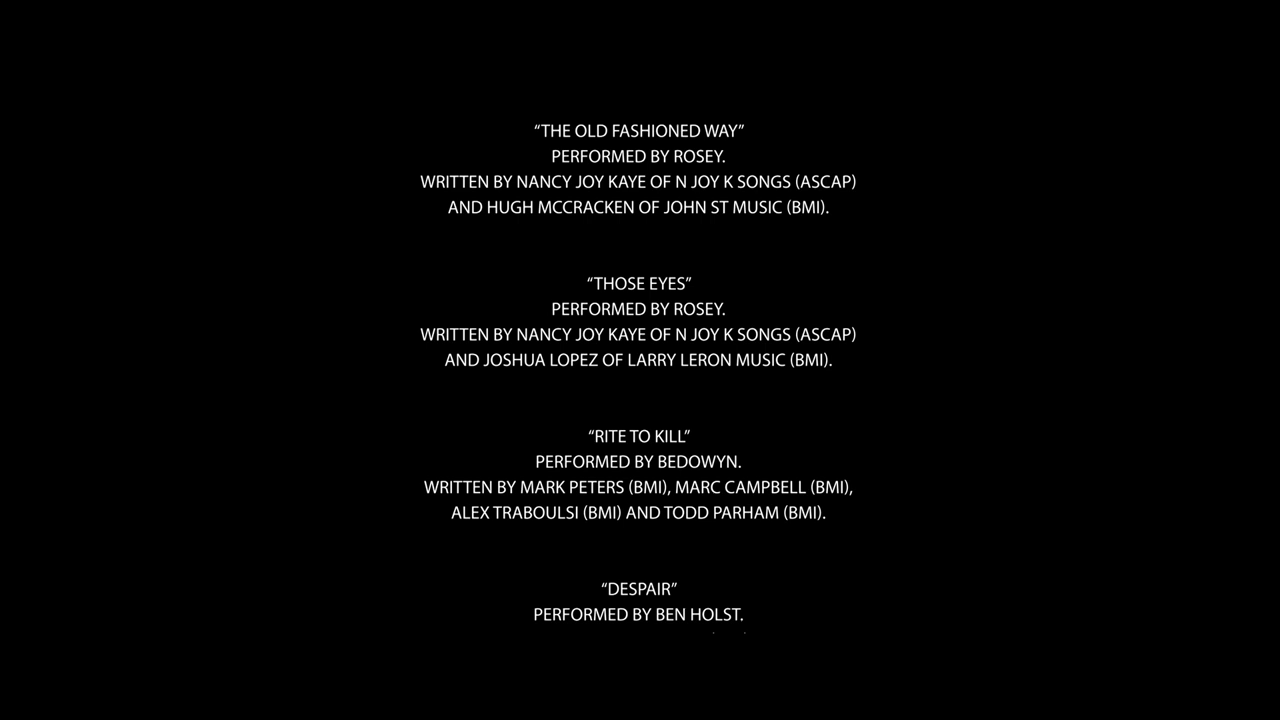 “THE OLD FASHIONED WAY”
PERFORMED BY ROSEY.
WRITTEN BY NANCY JOY KAYE OF N JOY K SONGS (ASCAP)
AND HUGH MCCRACKEN OF JOHN ST MUSIC (BMI).
“THOSE EYES”
PERFORMED BY ROSEY.
WRITTEN BY NANCY JOY KAYE OF N JOY K SONGS (ASCAP)
AND JOSHUA LOPEZ OF LARRY LERON MUSIC (BMI).
“RITE TO KILL”
PERFORMED BY BEDOWYN.
WRITTEN BY MARK PETERS (BMI), MARC CAMPBELL (BMI),
ALEX TRABOULSI (BMI) AND TODD PARHAM (BMI).
“DESPAIR”
PERFORMED BY BEN HOLST.